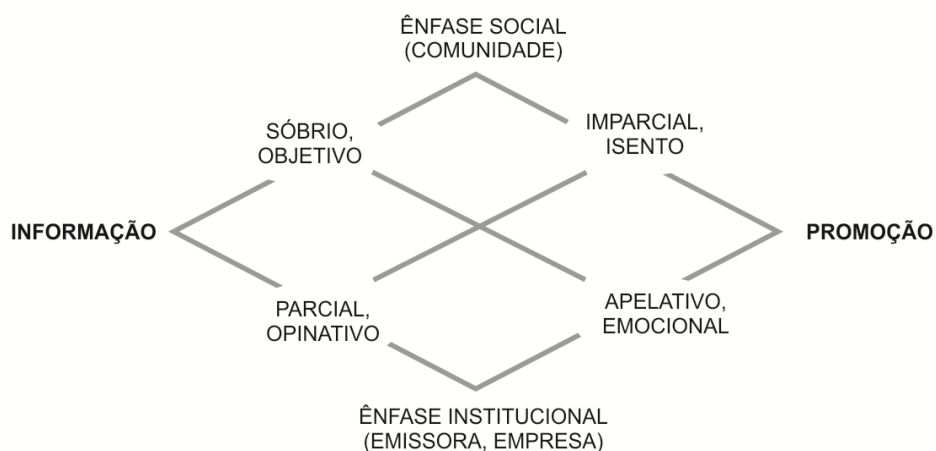 ÊNFASE SOCIAL
(COMUNIDADE)
SÓBRIO,
OBJETIVO
IMPARCIAL,
ISENTO
INFORMAÇÃO
PROMOÇÃO
PARCIAL,
OPINATIVO
APELATIVO,
EMOCIONAL
ÊNFASE INSTITUCIONAL
(EMISSORA, EMPRESA)